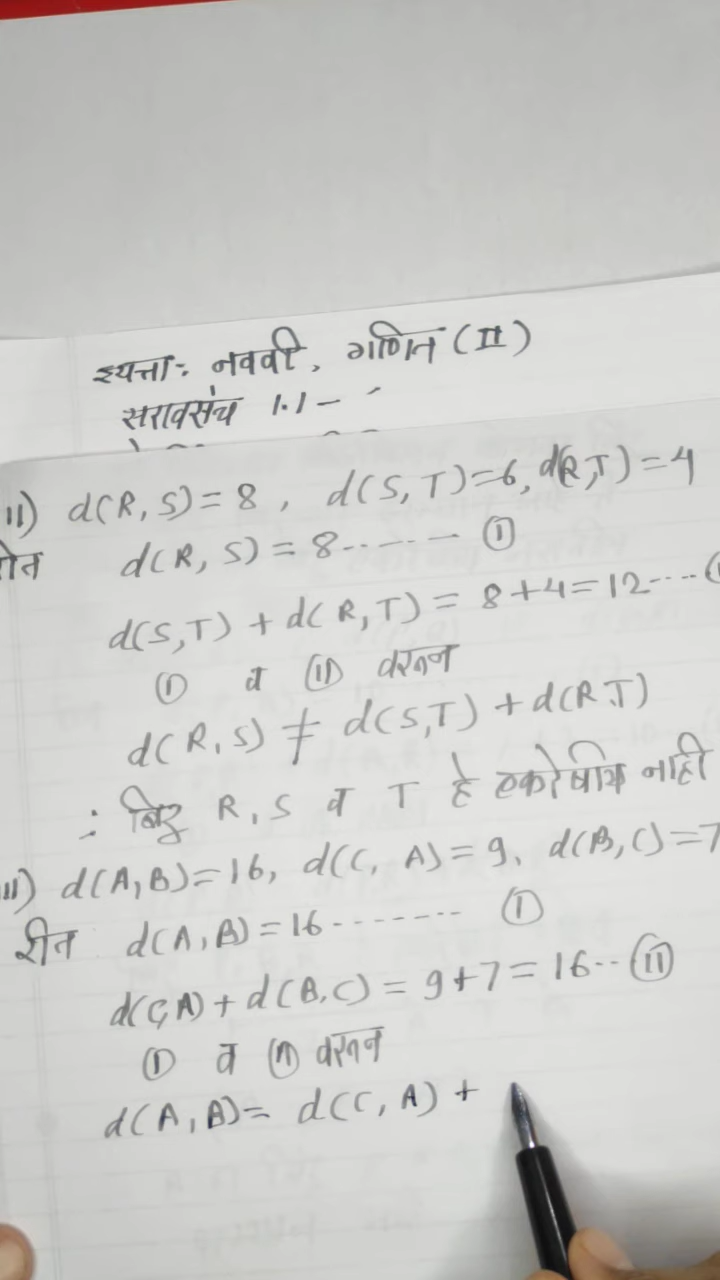 इयत्ता:- नववी, गणित (II)
सरावसंच 1.1 -
II) d(R, S) = 8, d(S, T)=6, d(R,T) = 4
d(R, S) = 8------- (I)
d(S,T) + d(R,T) = 8+4=12----
(I) व (II) वरून
d(R, S) ≠ d(S,T) + d(R.T)
: बिंदू R, S व T हे एकरेषीय नाही
III) d(A,B)=16, d(C, A)=9, d(B,C)=7
रीत d(A,B)=16------- (I)
d(C,A)+ d(B,C) = 9+7=16-- (II)
(I) व (II) वरून
d(A,B)= d(C,A) +